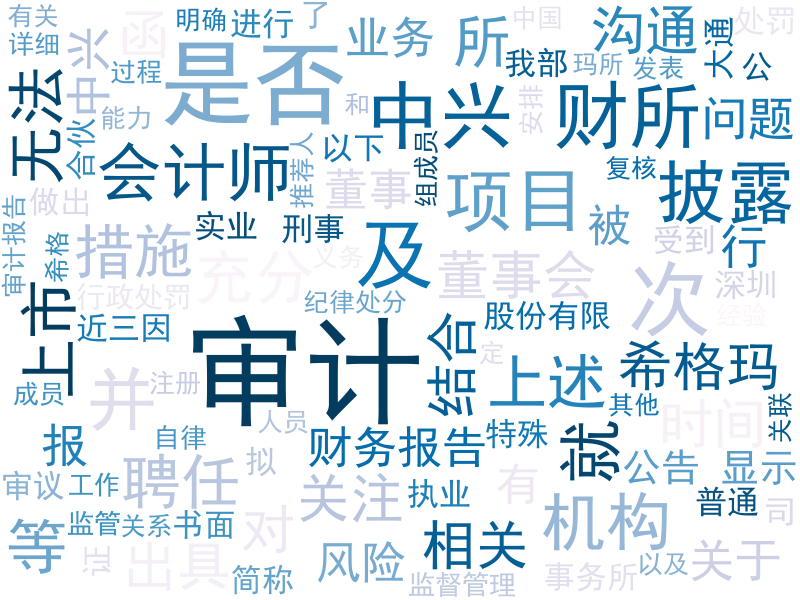 有关
明确
进行
了
中国
处罚
详细
函
业务
所
沟通
大通
中兴
过程
是否
我部
玛所
发表
公
能力
无法
合伙
中兴
财所
问题
和
安排
会计师
推荐人
以下
组成员
复核
披露
做出
董事
项目
审计报告
实业
刑事
被
受到
行
希格
措施
及
充分
义务
董事会
次
深圳
行政处罚
纪律处分
上市
近三因
股份有限
经验
审计
结合
定
希格玛
成员
并
注册
上述
其他
关联
人员
时间
报
自律
财务报告
特殊
就
审议
工作
聘任
拟
公告
显示
关注
执业
有
机构
普通
司
等
监管
关系
书面
对
相关
证
出具
风险
简称
监督管理
事务所
以及
关于